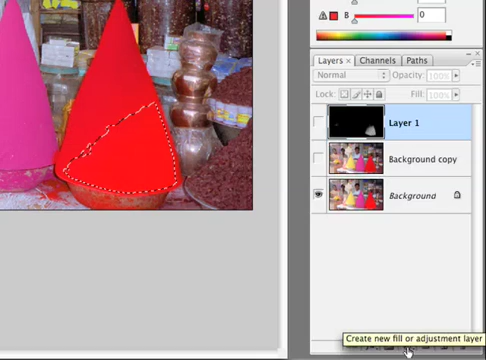 B
0
Layers × Channels Paths
Normal Opacity: 100%
Lock: Fill: 100%
Layer 1
Background copy
Background
Create new fill or adjustment layer